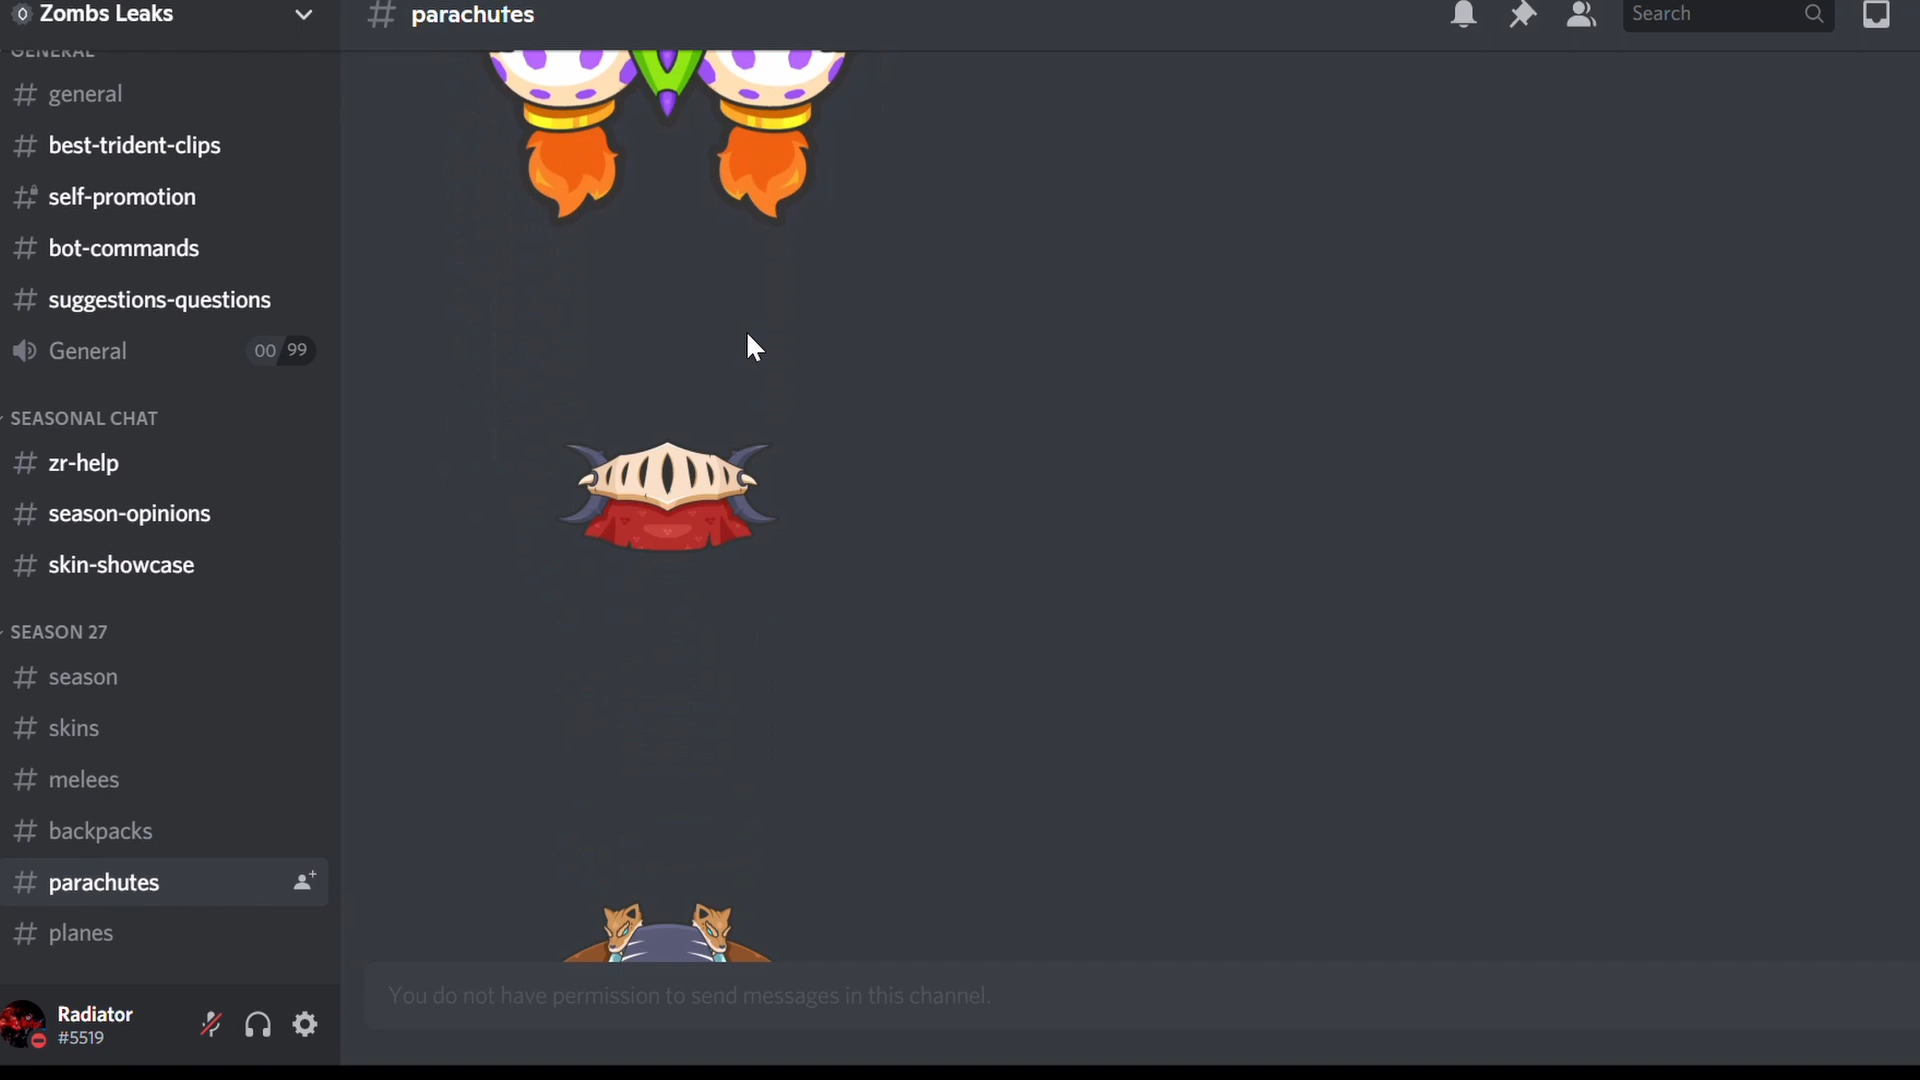 Zombs Leaks
parachutes
Search
GENERAL
general
best-trident-clips
self-promotion
bot-commands
suggestions-questions
General 00 99
SEASONAL CHAT
zr-help
season-opinions
skin-showcase
SEASON 27
season
skins
melees
backpacks
parachutes
planes
You do not have permission to send messages in this channel.
Radiator
#5519